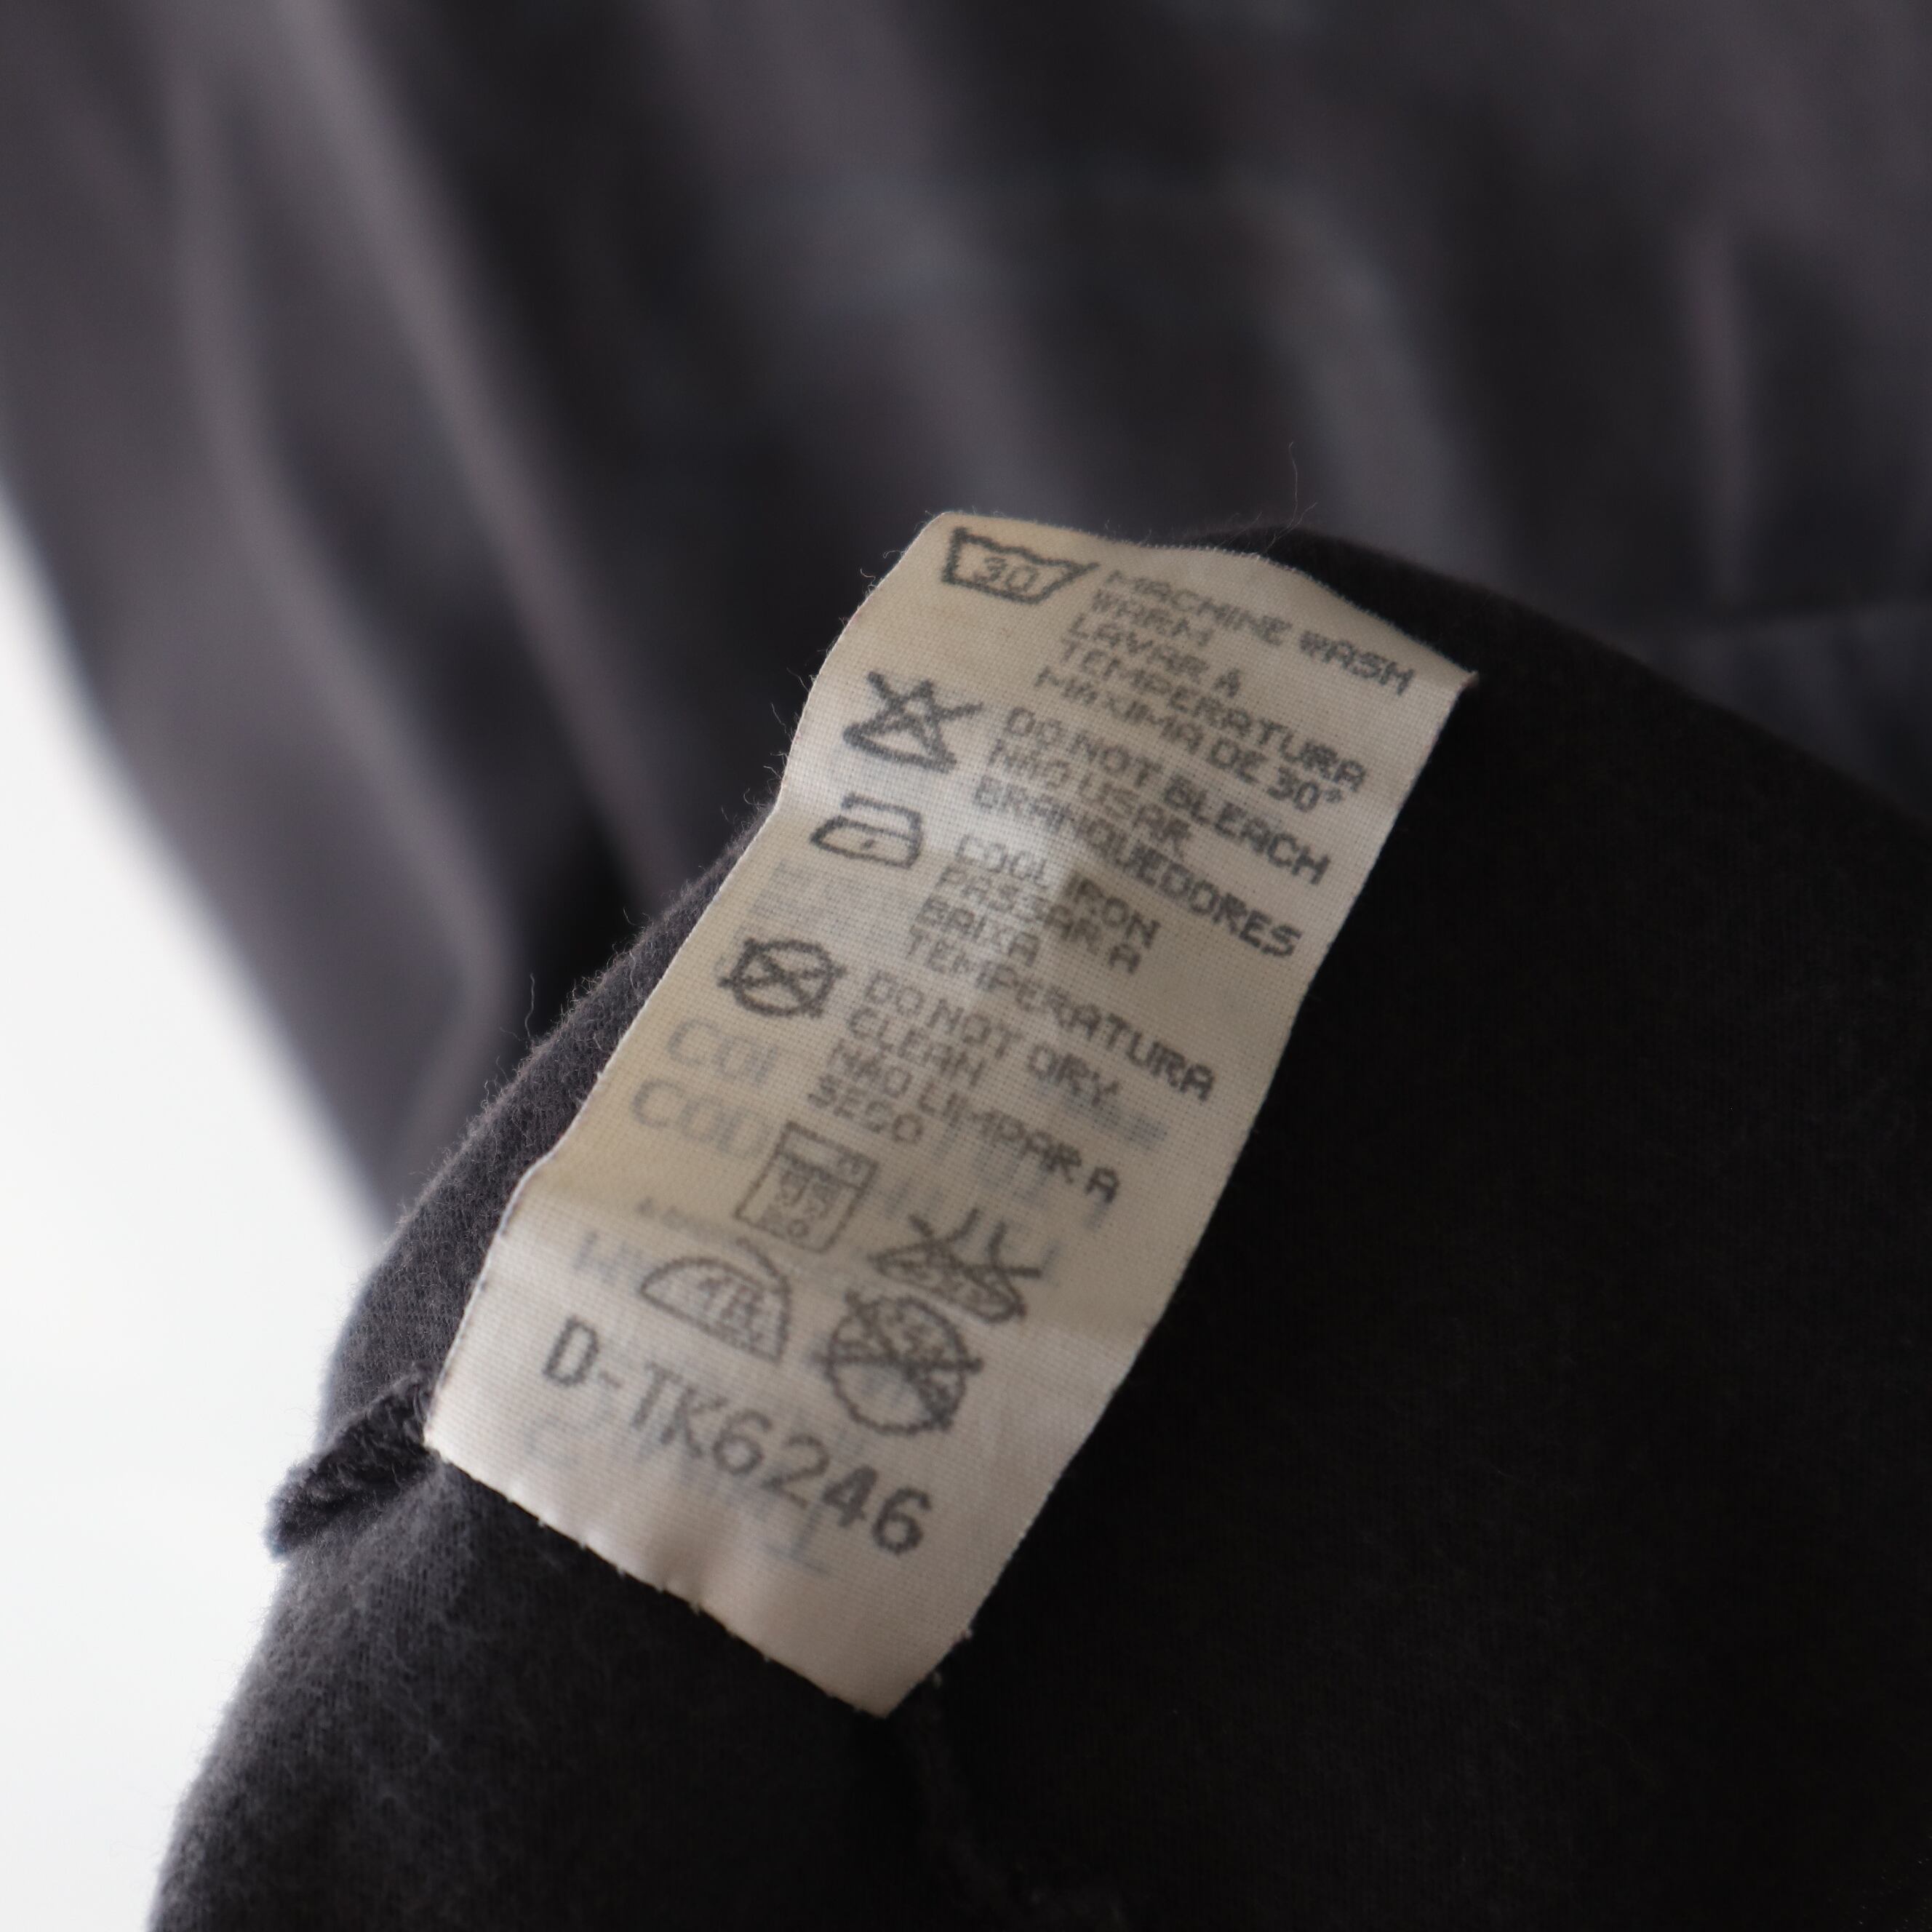 30
MACHINE WASH
WARM
LAVAR A
TEMPERATURA
MAXIMA DE 30°
DO NOT BLEACH
NÃO USAR
BRANQUEDORES
COOL IRON
PASSAR A
BAIXA
TEMPERATURA
DO NOT DRY
CLEAN
NÃO LIMPAR A
SECO
D-TK6246